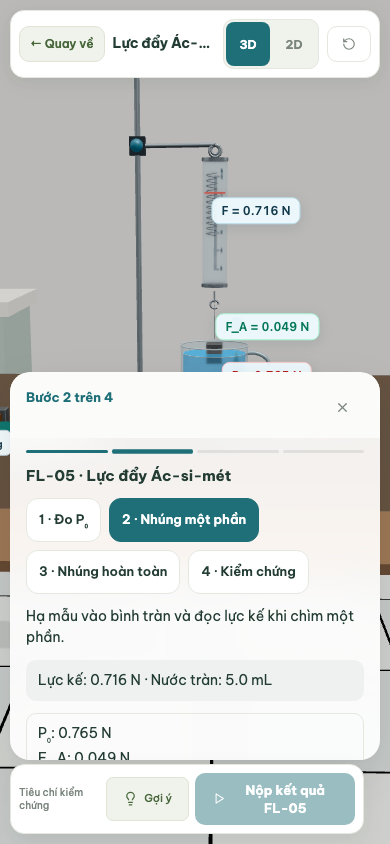 ← Quay về
Lực đẩy Ác-...
3D
2D
F = 0.716 N
F_A = 0.049 N
Bước 2 trên 4
FL-05 · Lực đẩy Ác-si-mét
1 · Đo P₀
2 · Nhúng một phần
3 · Nhúng hoàn toàn
4 · Kiểm chứng
Hạ mẫu vào bình tràn và đọc lực kế khi chìm một
phần.
Lực kế: 0.716 N · Nước tràn: 5.0 mL
P₀: 0.765 N
F_A: 0.049 N
Tiêu chí kiểm
chứng
Gợi ý
Nộp kết quả
FL-05